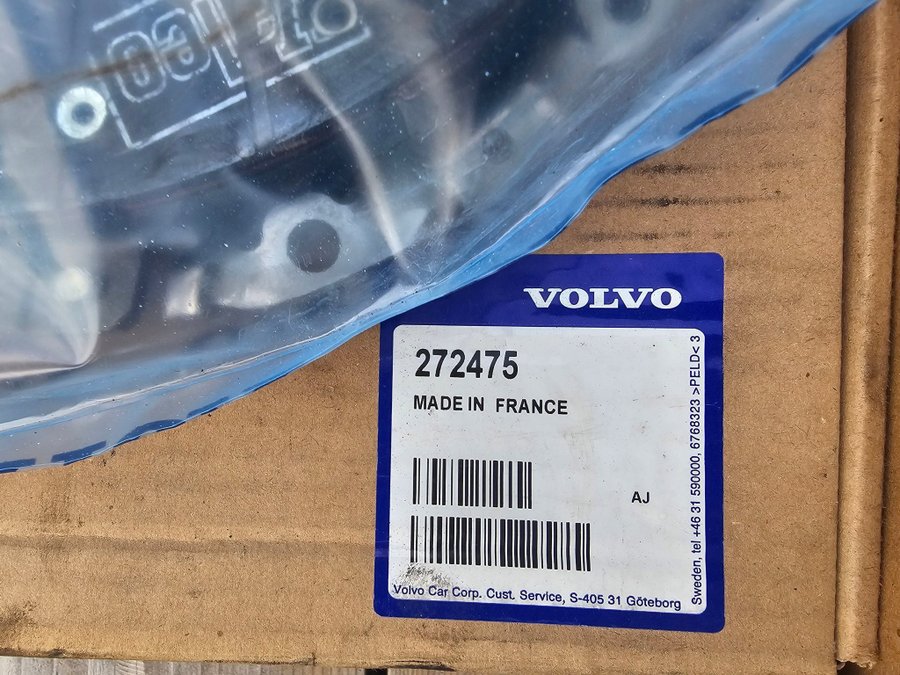 Valeo
VOLVO
272475
MADE IN FRANCE
AJ
Volvo Car Corp. Cust. Service, S-405 31 Göteborg
Sweden, tel +46 31 590000, 6768323 >PELD< 3